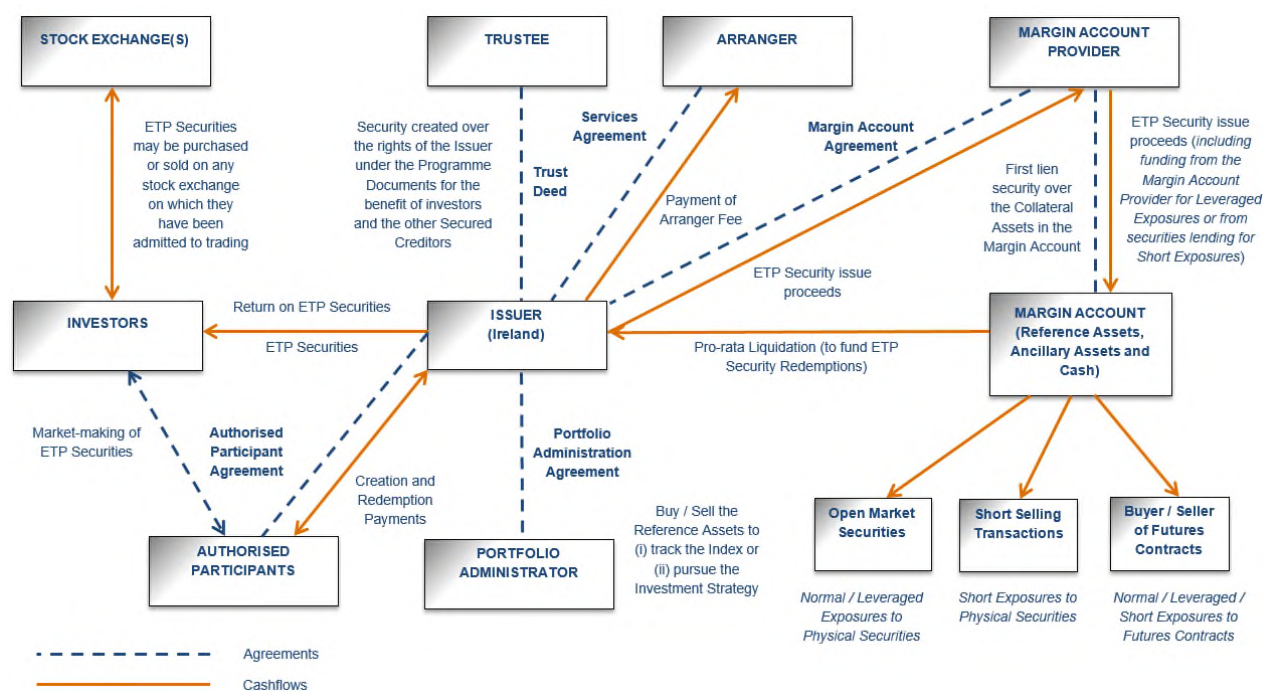 STOCK EXCHANGE(S)
TRUSTEE
ARRANGER
MARGIN ACCOUNT
PROVIDER
ETP Securities
may be purchased
or sold on any
stock exchange
on which they
have been
admitted to trading
Security created over
the rights of the Issuer
under the Programme
Documents for the
benefit of investors
and the other Secured
Creditors
Trust
Deed
Services
Agreement
Payment of
Arranger Fee
Margin Account
Agreement
First lien
security over
the Collateral
Assets in the
Margin Account
ETP Security issue
proceeds (including
funding from the
Margin Account
Provider for Leveraged
Exposures or from
securities lending for
Short Exposures)
ETP Security issue
proceeds
INVESTORS
Return on ETP Securities
ETP Securities
ISSUER
(Ireland)
Pro-rata Liquidation (to fund ETP
Security Redemptions)
MARGIN ACCOUNT
(Reference Assets,
Ancillary Assets and
Cash)
Market-making of
ETP Securities
Authorised
Participant
Agreement
Creation and
Redemption
Payments
Portfolio
Administration
Agreement
AUTHORISED
PARTICIPANTS
PORTFOLIO
ADMINISTRATOR
Buy / Sell the
Reference Assets to
(i) track the Index or
(ii) pursue the
Investment Strategy
Open Market
Securities
Short Selling
Transactions
Buyer / Seller
of Futures
Contracts
Normal / Leveraged
Exposures to
Physical Securities
Short Exposures to
Physical Securities
Normal / Leveraged /
Short Exposures to
Futures Contracts
Agreements
Cashflows